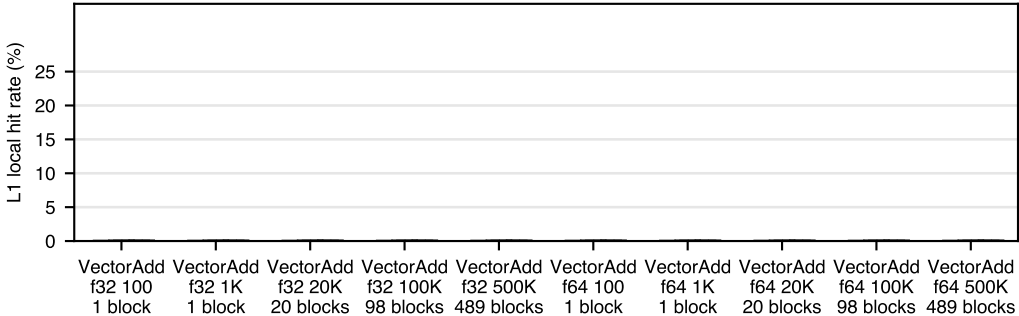 L1 local hit rate (%)
25
20
15
10
5
0
VectorAdd VectorAdd VectorAdd VectorAdd VectorAdd VectorAdd VectorAdd VectorAdd VectorAdd VectorAdd
f32 100 f32 1K f32 20K f32 100K f32 500K f64 100 f64 1K f64 20K f64 100K f64 500K
1 block 1 block 20 blocks 98 blocks 489 blocks 1 block 1 block 20 blocks 98 blocks 489 blocks